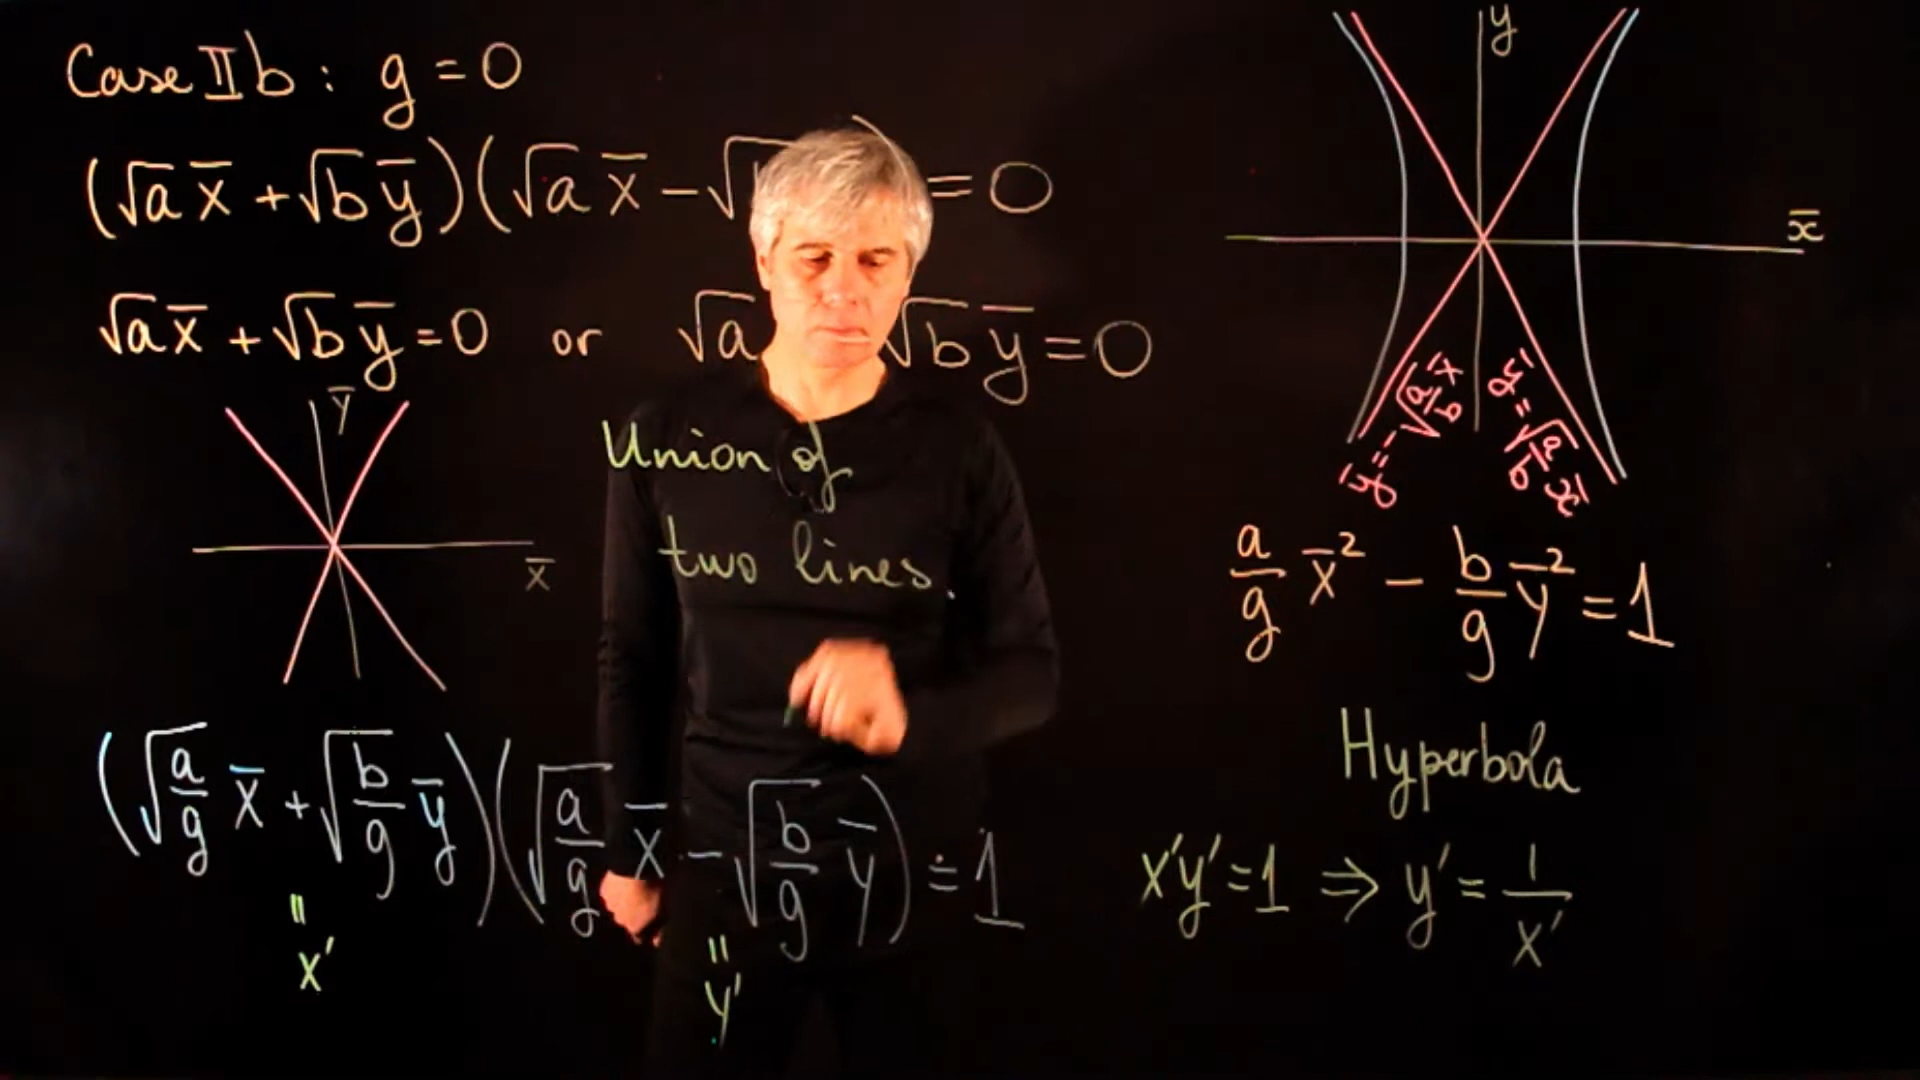 Case II b : g = 0
(√a x̄ + √b ȳ)(√a x̄ − √ = 0
√a x̄ + √b ȳ = 0 or √a √b ȳ = 0
ȳ
x̄
Union of
two lines.
(√(a/g) x̄ + √(b/g) ȳ)(√(a/g) x̄ − √(b/g) ȳ) = 1
= x'
= y'
y
x̄
ȳ = −√(a/b) x̄
ȳ = √(a/b) x̄
a/g x̄² − b/g ȳ² = 1
Hyperbola
x'y' = 1 ⇒ y' = 1/x'